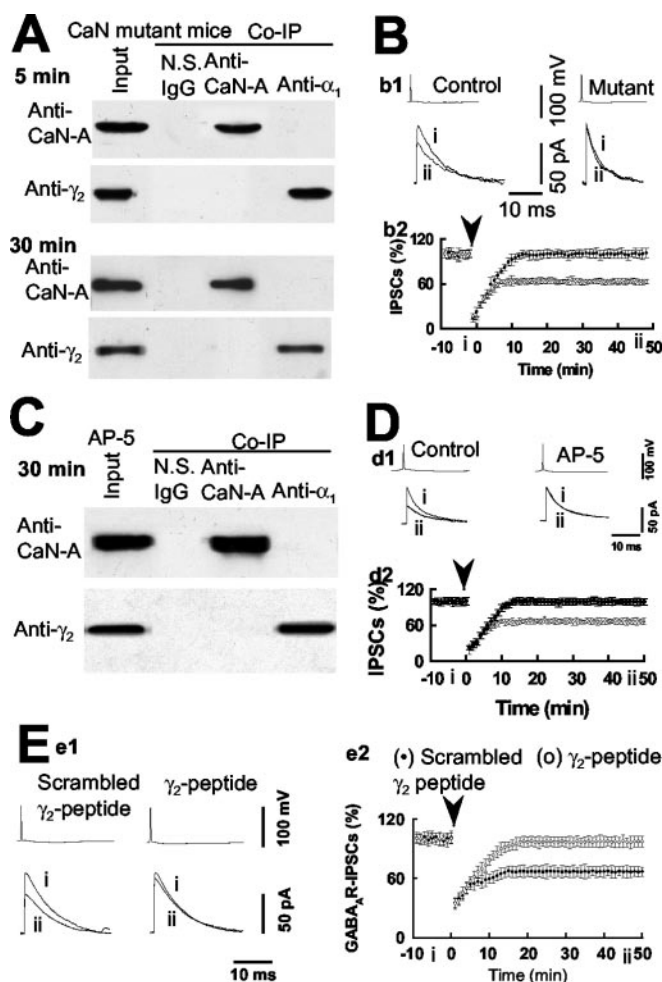 A
CaN mutant mice Co-IP
5 min
Input
N.S. IgG
Anti-CaN-A
Anti-α₁
Anti-
CaN-A
Anti-γ₂
30 min
Anti-
CaN-A
Anti-γ₂
B
b1 Control Mutant
100 mV
i
ii
i
ii
50 pA
10 ms
b2
IPSCs (%)
120
60
0
-10 i 0 10 20 30 40 ii 50
Time (min)
C
AP-5 Co-IP
30 min
Input
N.S. IgG
Anti-CaN-A
Anti-α₁
Anti-
CaN-A
Anti-γ₂
D
d1 Control AP-5
100 mV
i
ii
i
ii
50 pA
10 ms
d2
IPSCs (%)
120
60
0
-10 i 0 10 20 30 40 ii 50
Time (min)
E
e1
Scrambled γ₂-peptide
γ₂-peptide
100 mV
i
ii
i
ii
50 pA
10 ms
e2 (•) Scrambled (o) γ₂-peptide
γ₂ peptide
GABA_AR-IPSCs (%)
120
60
0
-10 i 0 10 20 30 40 ii 50
Time (min)